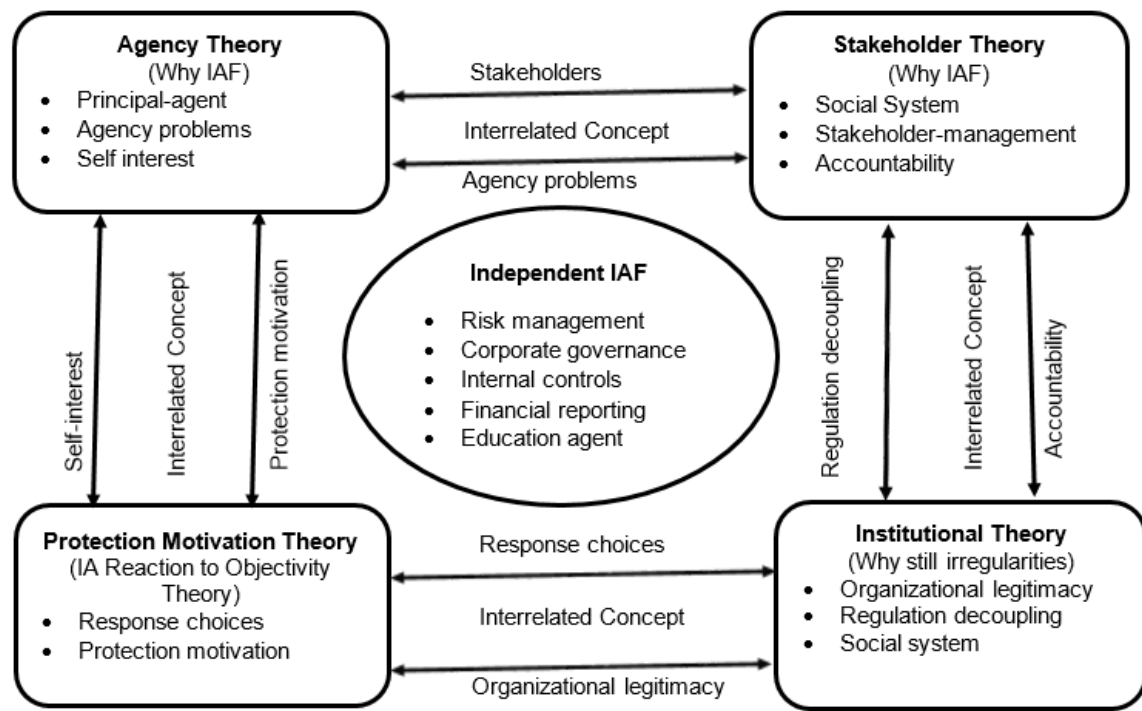 Agency Theory
(Why IAF)
• Principal-agent
• Agency problems
• Self interest
Stakeholders
Interrelated Concept
Agency problems
Stakeholder Theory
(Why IAF)
• Social System
• Stakeholder-management
• Accountability
Self-interest
Interrelated Concept
Protection motivation
Independent IAF
• Risk management
• Corporate governance
• Internal controls
• Financial reporting
• Education agent
Regulation decoupling
Interrelated Concept
Accountability
Protection Motivation Theory
(IA Reaction to Objectivity
Theory)
• Response choices
• Protection motivation
Response choices
Interrelated Concept
Organizational legitimacy
Institutional Theory
(Why still irregularities)
• Organizational legitimacy
• Regulation decoupling
• Social system